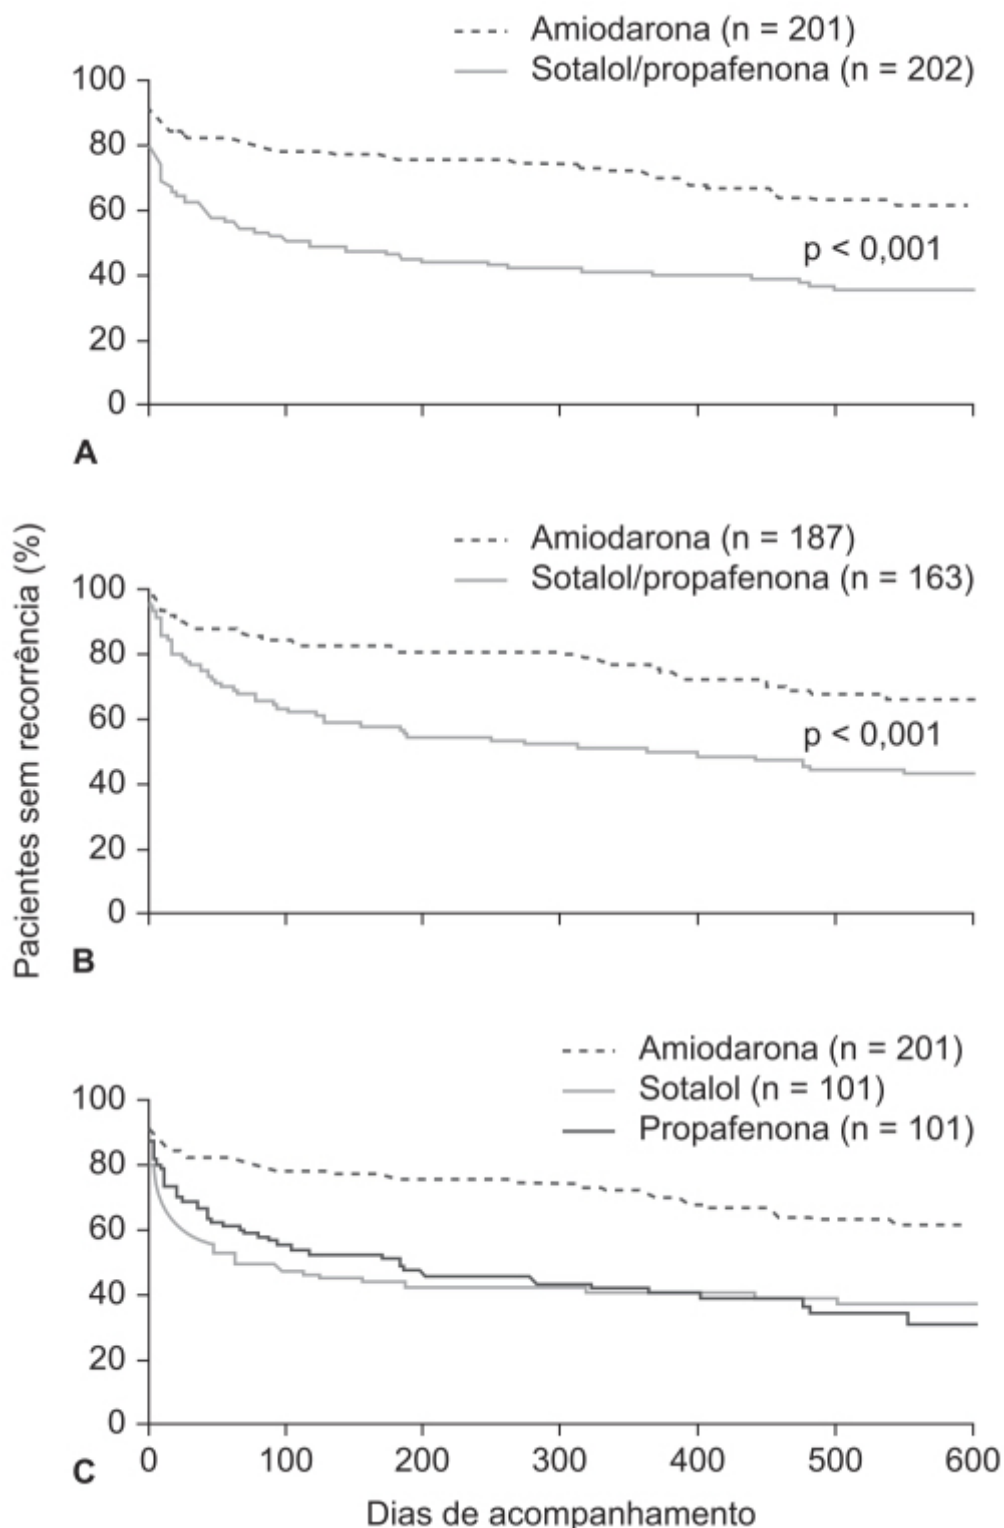 Amiodarona (n = 201)
Sotalol/propafenona (n = 202)
100
80
60
40
20
0
p < 0,001
A
Pacientes sem recorrência (%)
Amiodarona (n = 187)
Sotalol/propafenona (n = 163)
100
80
60
40
20
0
p < 0,001
B
Amiodarona (n = 201)
Sotalol (n = 101)
Propafenona (n = 101)
100
80
60
40
20
0
C
0 100 200 300 400 500 600
Dias de acompanhamento